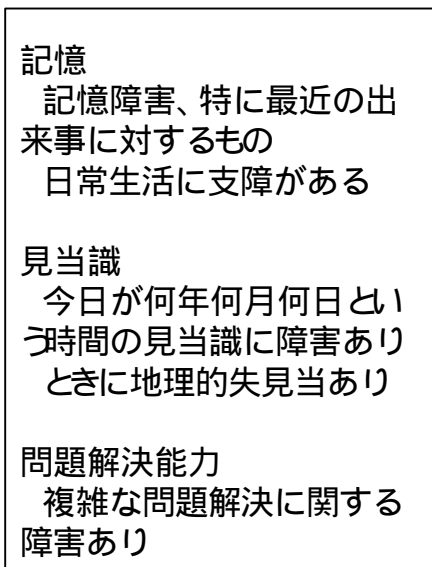 記憶
記憶障害、特に最近の出
来事に対するもの
日常生活に支障がある
見当識
今日が何年何月何日とい
う時間の見当識に障害あり
ときに地理的失見当あり
問題解決能力
複雑な問題解決に関する
障害あり